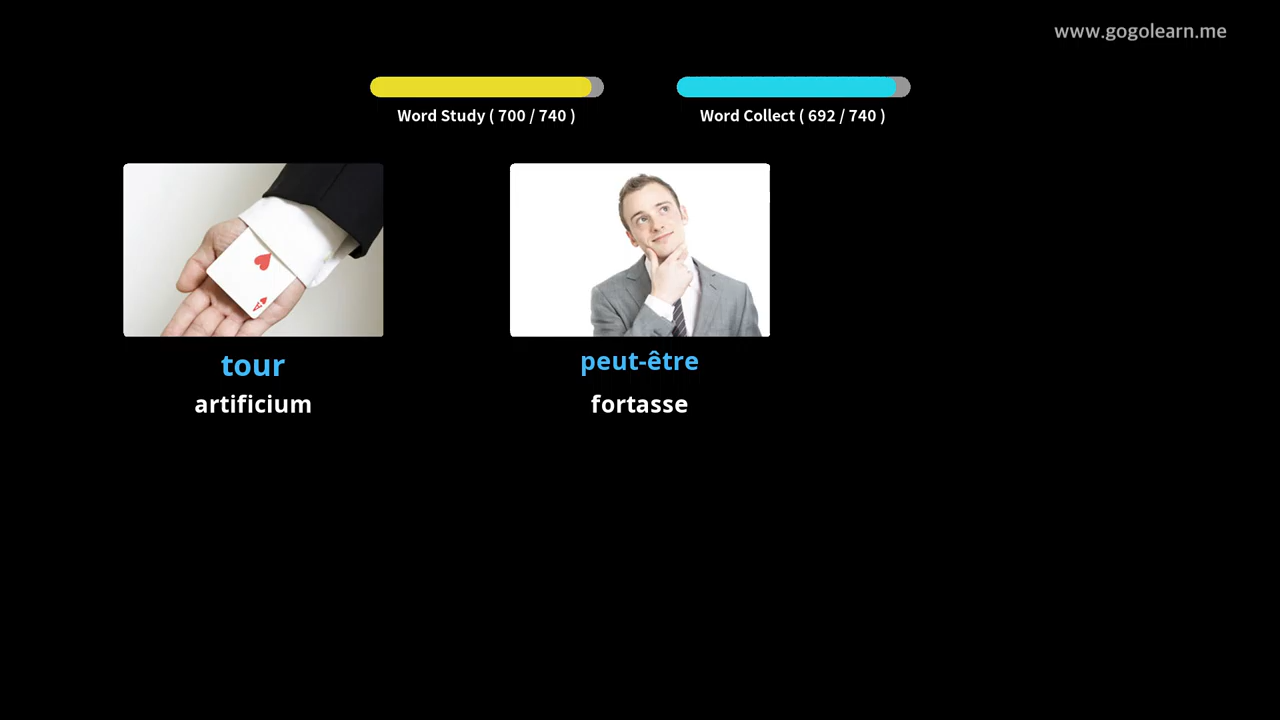 www.gogolearn.me
Word Study ( 700 / 740 )
Word Collect ( 692 / 740 )
tour
artificium
peut-être
fortasse